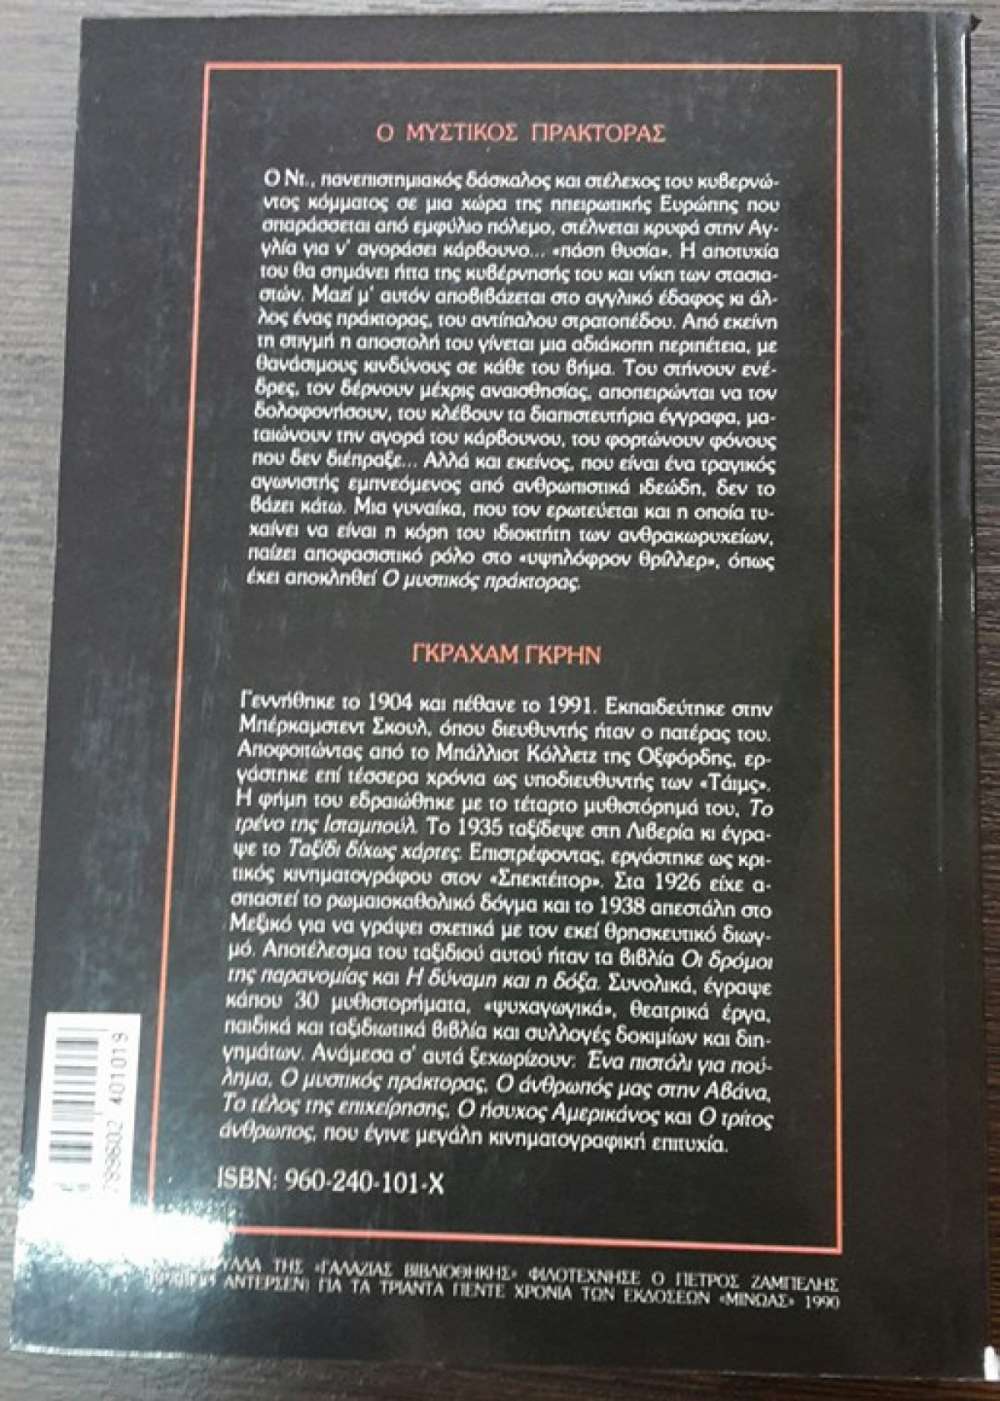 Ο ΜΥΣΤΙΚΟΣ ΠΡΑΚΤΟΡΑΣ
Ο Ντ., πανεπιστημιακός δάσκαλος και στέλεχος του κυβερνώ-
ντος κόμματος σε μια χώρα της ηπειρωτικής Ευρώπης που
σπαράσσεται από εμφύλιο πόλεμο, στέλνεται κρυφά στην Αγ-
γλία για ν' αγοράσει κάρβουνο... «πάση θυσία». Η αποτυχία
του θα σημάνει ήττα της κυβέρνησής του και νίκη των στασια-
στών. Μαζί μ' αυτόν αποβιβάζεται στο αγγλικό έδαφος κι άλ-
λος ένας πράκτορας, του αντίπαλου στρατοπέδου. Από εκείνη
τη στιγμή η αποστολή του γίνεται μια αδιάκοπη περιπέτεια, με
θανάσιμους κινδύνους σε κάθε του βήμα. Του στήνουν ενέ-
δρες, τον δέρνουν μέχρις αναισθησίας, αποπειρώνται να τον
δολοφονήσουν, του κλέβουν τα διαπιστευτήρια έγγραφα, μα-
ταιώνουν την αγορά του κάρβουνου, του φορτώνουν φόνους
που δεν διέπραξε... Αλλά και εκείνος, που είναι ένα τραγικός
αγωνιστής εμπνεόμενος από ανθρωπιστικά ιδεώδη, δεν το
βάζει κάτω. Μια γυναίκα, που τον ερωτεύεται και η οποία τυ-
χαίνει να είναι η κόρη του ιδιοκτήτη των ανθρακωρυχείων,
παίζει αποφασιστικό ρόλο στο «υψηλόφρον θρίλλερ», όπως
έχει αποκληθεί Ο μυστικός πράκτορας.
ΓΚΡΑΧΑΜ ΓΚΡΗΝ
Γεννήθηκε το 1904 και πέθανε το 1991. Εκπαιδεύτηκε στην
Μπέρκαμστεντ Σκουλ, όπου διευθυντής ήταν ο πατέρας του.
Αποφοιτώντας από το Μπάλλιοτ Κόλλετζ της Οξφόρδης, ερ-
γάστηκε επί τέσσερα χρόνια ως υποδιευθυντής των «Τάιμς».
Η φήμη του εδραιώθηκε με το τέταρτο μυθιστόρημά του, Το
τρένο της Ισταμπούλ. Το 1935 ταξίδεψε στη Λιβερία κι έγρα-
ψε το Ταξίδι δίχως χάρτες. Επιστρέφοντας, εργάστηκε ως κρι-
τικός κινηματογράφου στον «Σπεκτέιτορ». Στα 1926 είχε α-
σπαστεί το ρωμαιοκαθολικό δόγμα και το 1938 απεστάλη στο
Μεξικό για να γράψει σχετικά με τον εκεί θρησκευτικό διωγ-
μό. Αποτέλεσμα του ταξιδιού αυτού ήταν τα βιβλία Οι δρόμοι
της παρανομίας και Η δύναμη και η δόξα. Συνολικά, έγραψε
κάπου 30 μυθιστορήματα, «ψυχαγωγικά», θεατρικά έργα,
παιδικά και ταξιδιωτικά βιβλία και συλλογές δοκιμίων και διη-
γημάτων. Ανάμεσα σ' αυτά ξεχωρίζουν: Ένα πιστόλι για πού-
λημα, Ο μυστικός πράκτορας, Ο άνθρωπός μας στην Αβάνα,
Το τέλος της επιχείρησης, Ο ήσυχος Αμερικάνος και Ο τρίτος
άνθρωπος, που έγινε μεγάλη κινηματογραφική επιτυχία.
ISBN: 960-240-101-X
ΤΗΣ «ΓΑΛΑΖΙΑΣ ΒΙΒΛΙΟΘΗΚΗΣ» ΦΙΛΟΤΕΧΝΗΣΕ Ο ΠΕΤΡΟΣ ΖΑΜΠΕΛΗΣ
ΑΝΤΕΡΣΕΝ) ΓΙΑ ΤΑ ΤΡΙΑΝΤΑ ΠΕΝΤΕ ΧΡΟΝΙΑ ΤΩΝ ΕΚΔΟΣΕΩΝ «ΜΙΝΩΑΣ» 1990
789602 401019